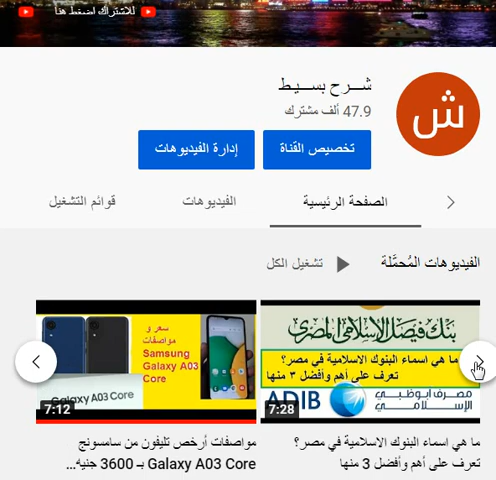 للاشتراك اضغط هنا
شـــرح بســـيـط
47.9 ألف مشترك
ش
تخصيص القناة
إدارة الفيديوهات
الصفحة الرئيسية
الفيديوهات
قوائم التشغيل
الفيديوهات المُحمَّلة
تشغيل الكل
بنك فيصل الإسلامي المصرى
ما هي اسماء البنوك الاسلامية في مصر؟
تعرف على أهم وأفضل ٣ منها
مصرف أبوظبي
الإسلامي
ADIB
7:28
سعر و
مواصفات
Samsung
Galaxy A03
Core
Galaxy A03 Core
7:12
ما هي اسماء البنوك الاسلامية في مصر؟
تعرف على أهم وأفضل 3 منها
مواصفات أرخص تليفون من سامسونج
Galaxy A03 Core بـ 3600 جنيه...